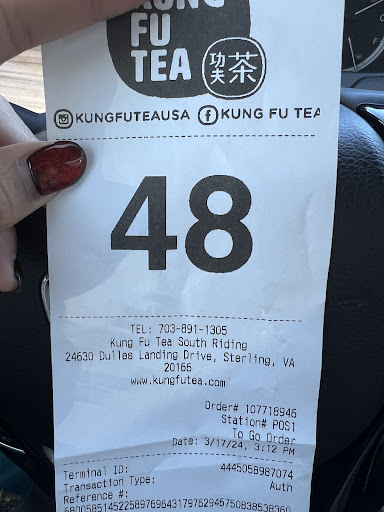 KUNG
FU
TEA 功夫茶
KUNGFUTEAUSA f KUNG FU TEA
48
TEL: 703-891-1305
Kung Fu Tea South Riding
24630 Dulles Landing Drive, Sterling, VA
20166
www.kungfutea.com
Order# 107718946
Station# POS1
To Go Order
Date: 3/17/24, 3:12 PM
Terminal ID: 4445058987074
Transaction Type: Auth
Reference #: